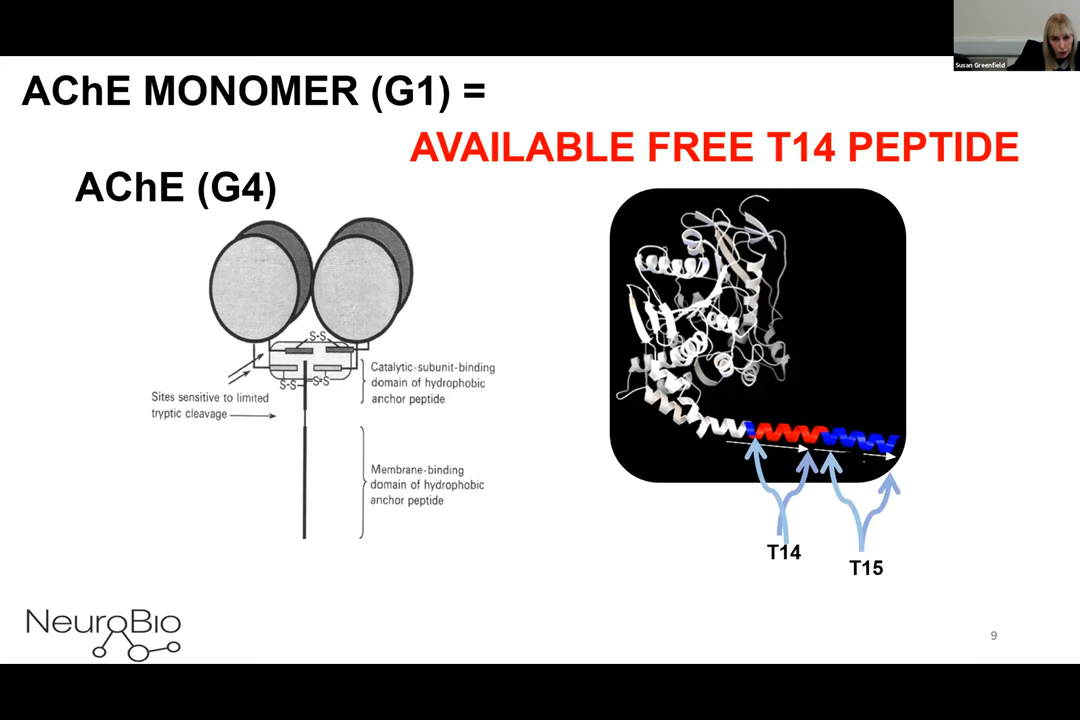 Susan Greenfield
AChE MONOMER (G1) =
AVAILABLE FREE T14 PEPTIDE
AChE (G4)
S-S
S-S
S-S
Sites sensitive to limited
tryptic cleavage
Catalytic-subunit-binding
domain of hydrophobic
anchor peptide
Membrane-binding
domain of hydrophobic
anchor peptide
T14
T15
NeuroBio
9